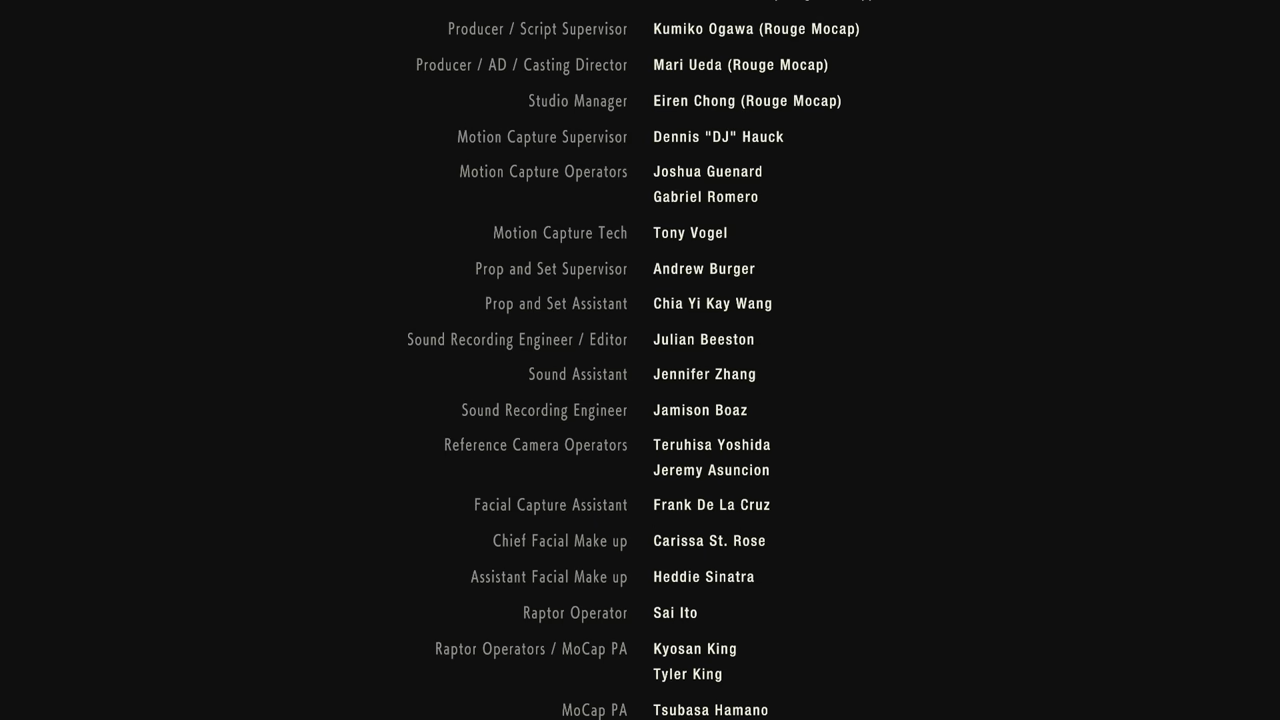 Producer / Script Supervisor Kumiko Ogawa (Rouge Mocap)
Producer / AD / Casting Director Mari Ueda (Rouge Mocap)
Studio Manager Eiren Chong (Rouge Mocap)
Motion Capture Supervisor Dennis "DJ" Hauck
Motion Capture Operators Joshua Guenard
Gabriel Romero
Motion Capture Tech Tony Vogel
Prop and Set Supervisor Andrew Burger
Prop and Set Assistant Chia Yi Kay Wang
Sound Recording Engineer / Editor Julian Beeston
Sound Assistant Jennifer Zhang
Sound Recording Engineer Jamison Boaz
Reference Camera Operators Teruhisa Yoshida
Jeremy Asuncion
Facial Capture Assistant Frank De La Cruz
Chief Facial Make up Carissa St. Rose
Assistant Facial Make up Heddie Sinatra
Raptor Operator Sai Ito
Raptor Operators / MoCap PA Kyosan King
Tyler King
MoCap PA Tsubasa Hamano